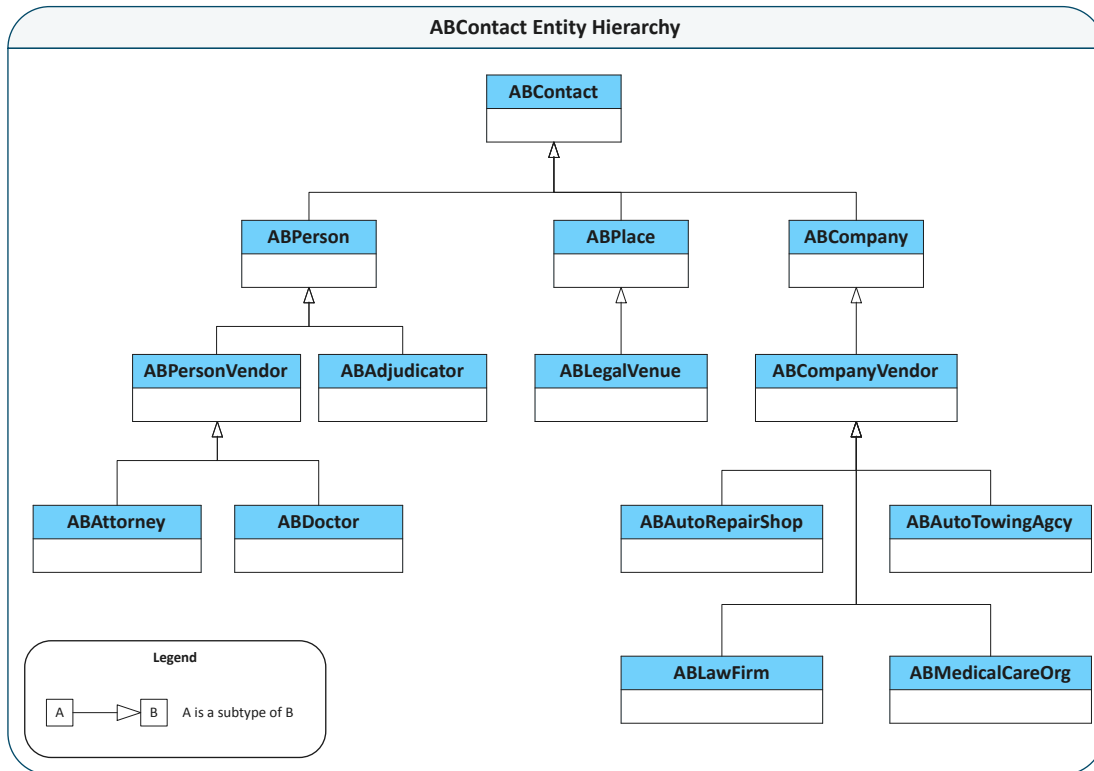 ABContact Entity Hierarchy
ABContact
ABPerson
ABPlace
ABCompany
ABPersonVendor
ABAdjudicator
ABLegalVenue
ABCompanyVendor
ABAttorney
ABDoctor
ABAutoRepairShop
ABAutoTowingAgcy
ABLawFirm
ABMedicalCareOrg
Legend
A
B
A is a subtype of B